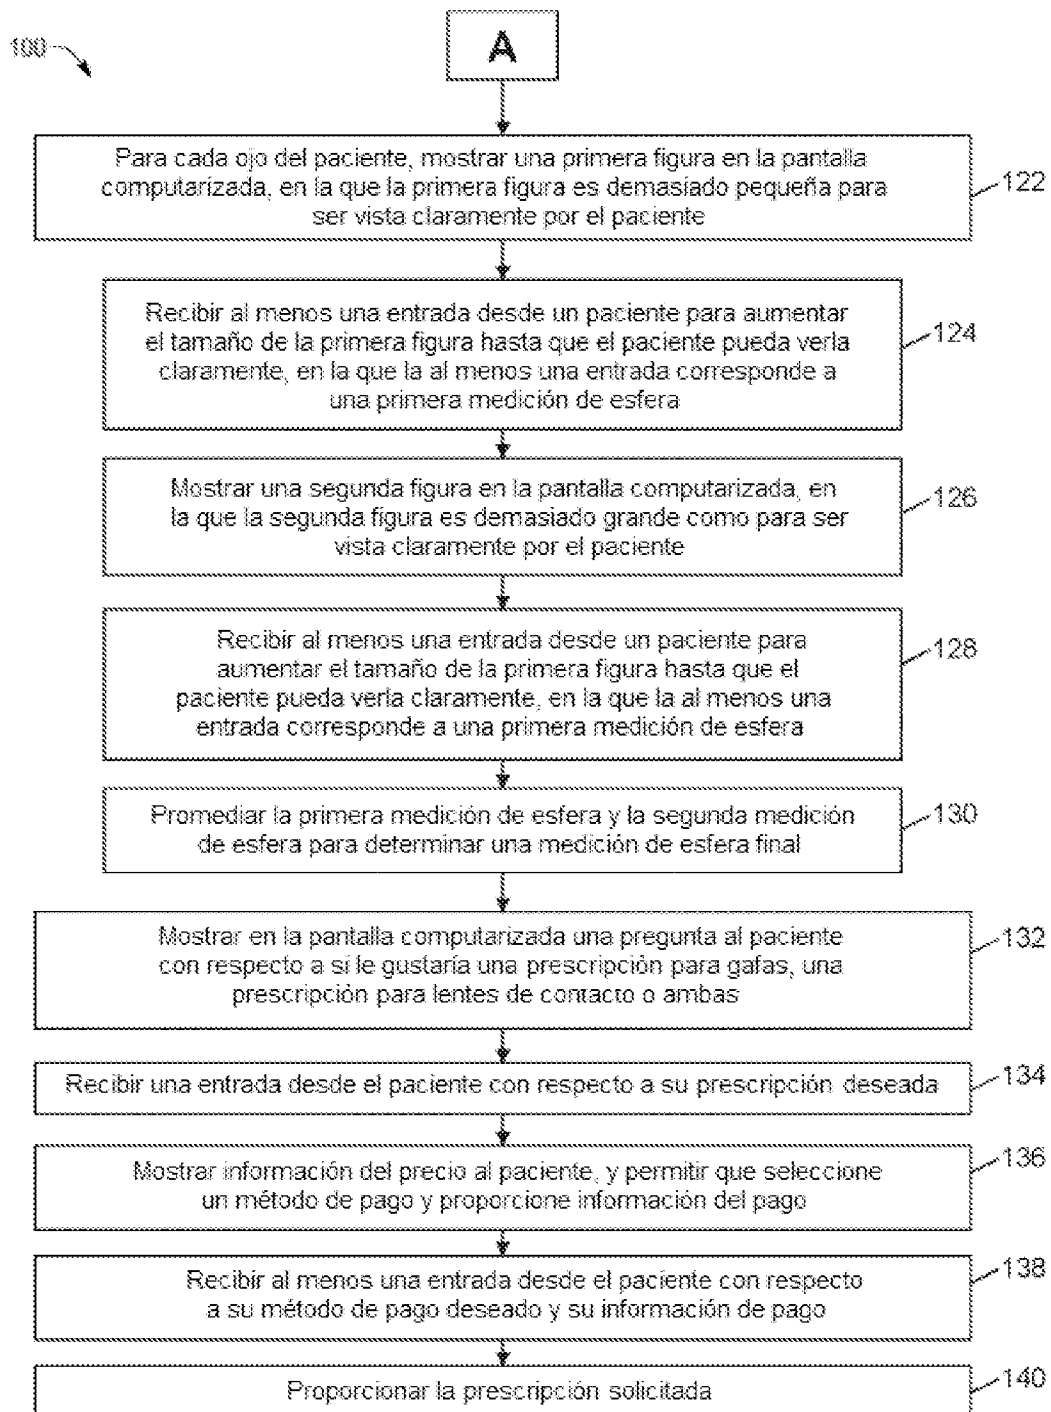 100
A
Para cada ojo del paciente, mostrar una primera figura en la pantalla
computarizada, en la que la primera figura es demasiado pequeña para
ser vista claramente por el paciente
122
Recibir al menos una entrada desde un paciente para aumentar
el tamaño de la primera figura hasta que el paciente pueda verla
claramente, en la que la al menos una entrada corresponde a
una primera medición de esfera
124
Mostrar una segunda figura en la pantalla computarizada, en
la que la segunda figura es demasiado grande como para ser
vista claramente por el paciente
126
Recibir al menos una entrada desde un paciente para
aumentar el tamaño de la primera figura hasta que el
paciente pueda verla claramente, en la que la al menos una
entrada corresponde a una primera medición de esfera
128
Promediar la primera medición de esfera y la segunda medición
de esfera para determinar una medición de esfera final
130
Mostrar en la pantalla computarizada una pregunta al paciente
con respecto a si le gustaría una prescripción para gafas, una
prescripción para lentes de contacto o ambas
132
Recibir una entrada desde el paciente con respecto a su prescripción deseada
134
Mostrar información del precio al paciente, y permitir que seleccione
un método de pago y proporcione información del pago
136
Recibir al menos una entrada desde el paciente con respecto
a su método de pago deseado y su información de pago
138
Proporcionar la prescripción solicitada
140